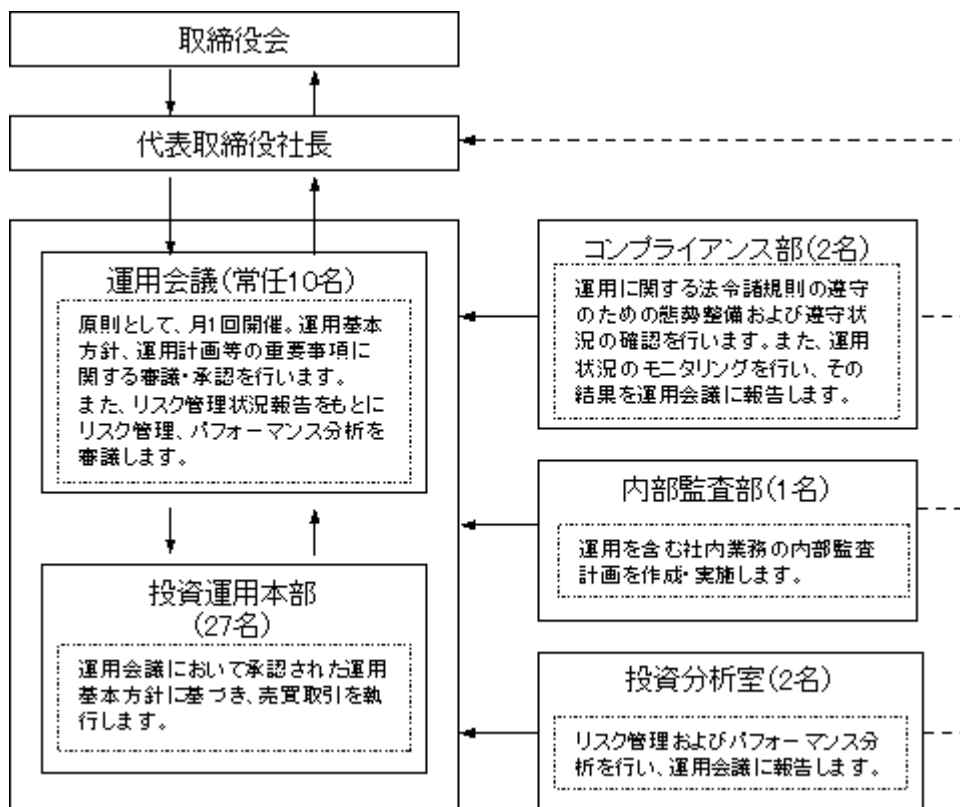 取締役会
代表取締役社長
運用会議(常任10名)
原則として、月1回開催。運用基本
方針、運用計画等の重要事項に
関する審議・承認を行います。
また、リスク管理状況報告をもとに
リスク管理、パフォーマンス分析を
審議します。
投資運用本部
(27名)
運用会議において承認された運用
基本方針に基づき、売買取引を執
行します。
コンプライアンス部(2名)
運用に関する法令諸規則の遵守
のための態勢整備および遵守状
況の確認を行います。また、運用
状況のモニタリングを行い、その
結果を運用会議に報告します。
内部監査部(1名)
運用を含む社内業務の内部監査
計画を作成・実施します。
投資分析室(2名)
リスク管理およびパフォーマンス分
析を行い、運用会議に報告します。